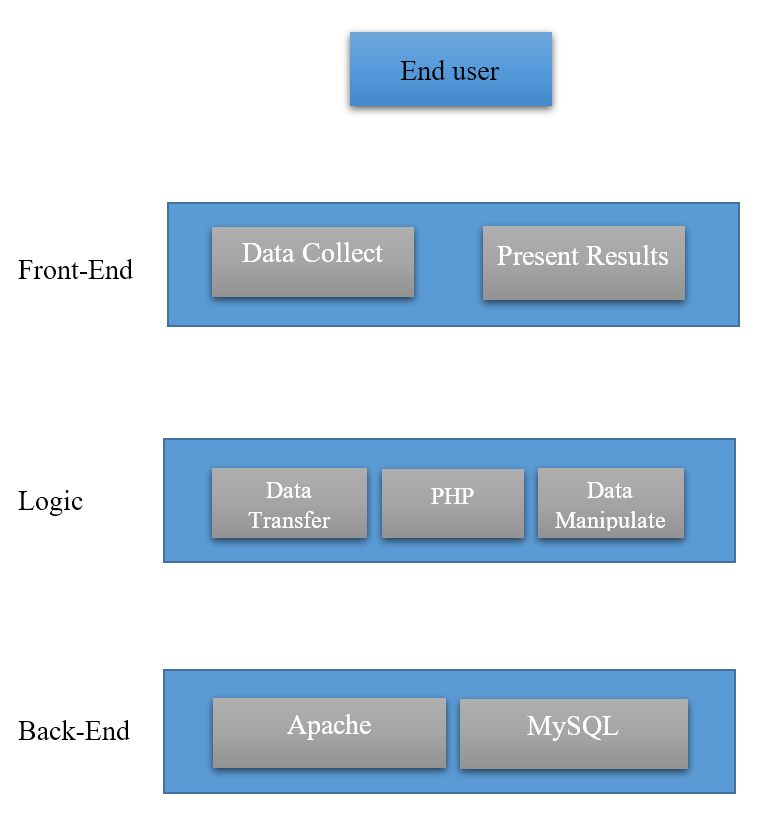 End user
Front-End
Data Collect
Present Results
Logic
Data
Transfer
PHP
Data
Manipulate
Back-End
Apache
MySQL